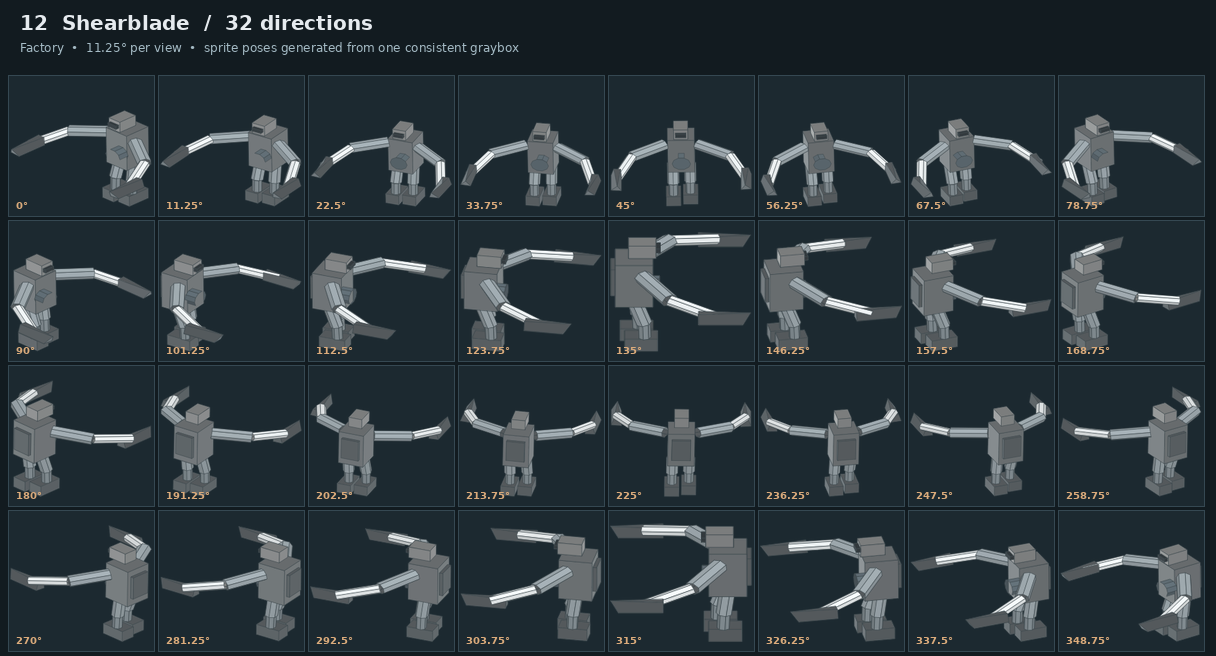 12 Shearblade / 32 directions
Factory • 11.25° per view • sprite poses generated from one consistent graybox
0° 11.25° 22.5° 33.75° 45° 56.25° 67.5° 78.75°
90° 101.25° 112.5° 123.75° 135° 146.25° 157.5° 168.75°
180° 191.25° 202.5° 213.75° 225° 236.25° 247.5° 258.75°
270° 281.25° 292.5° 303.75° 315° 326.25° 337.5° 348.75°